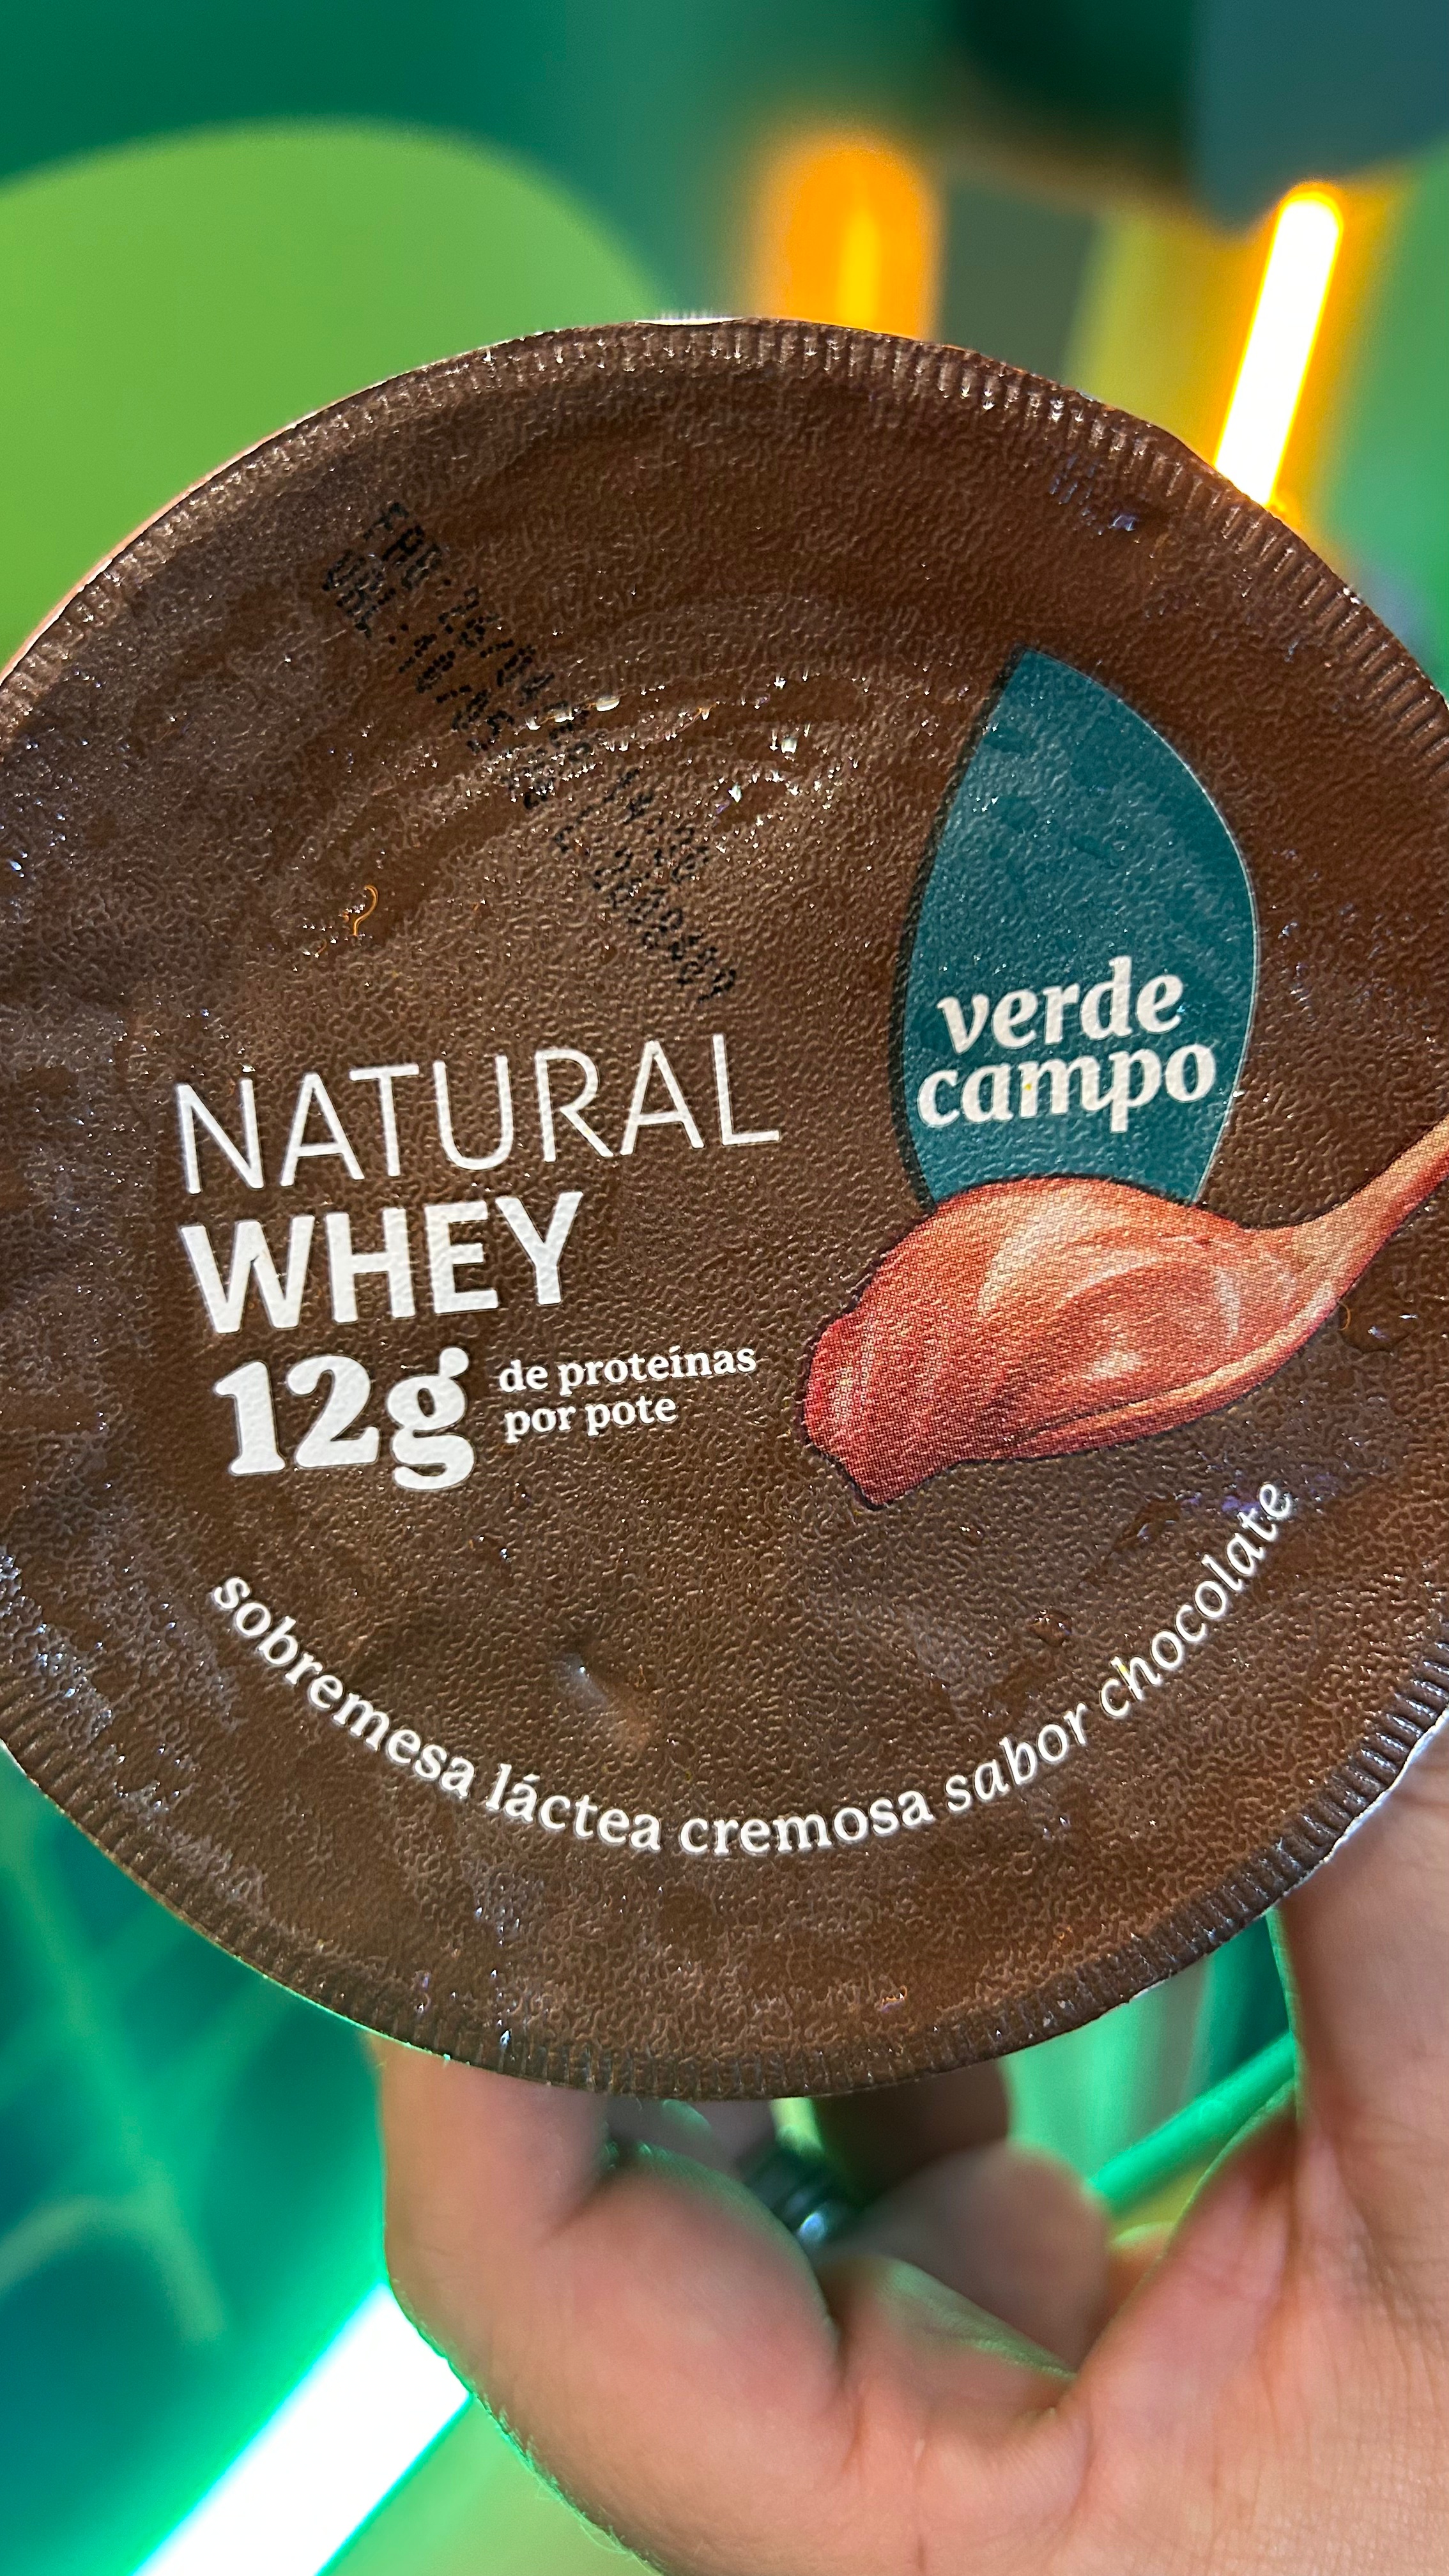 verde
campo
NATURAL
WHEY
12g
de proteínas
por pote
sobremesa láctea cremosa sabor chocolate